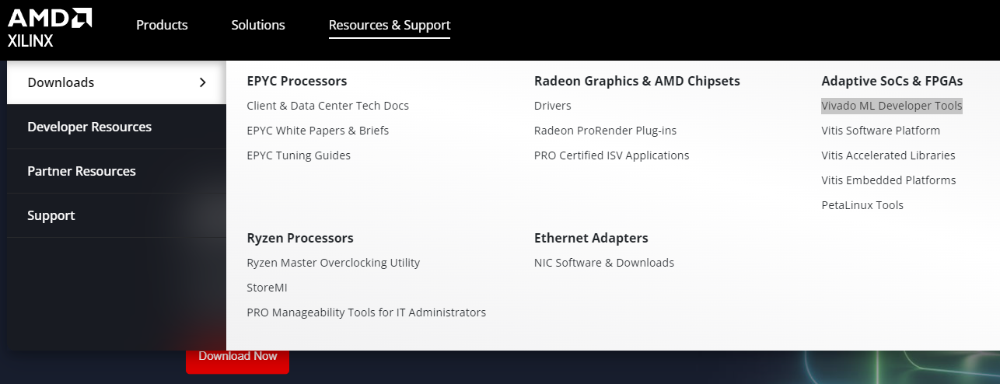 AMD
XILINX
Products
Solutions
Resources & Support
Downloads
Developer Resources
Partner Resources
Support
EPYC Processors
Client & Data Center Tech Docs
EPYC White Papers & Briefs
EPYC Tuning Guides
Radeon Graphics & AMD Chipsets
Drivers
Radeon ProRender Plug-ins
PRO Certified ISV Applications
Adaptive SoCs & FPGAs
Vivado ML Developer Tools
Vitis Software Platform
Vitis Accelerated Libraries
Vitis Embedded Platforms
PetaLinux Tools
Ryzen Processors
Ryzen Master Overclocking Utility
StoreMI
PRO Manageability Tools for IT Administrators
Ethernet Adapters
NIC Software & Downloads
Download Now